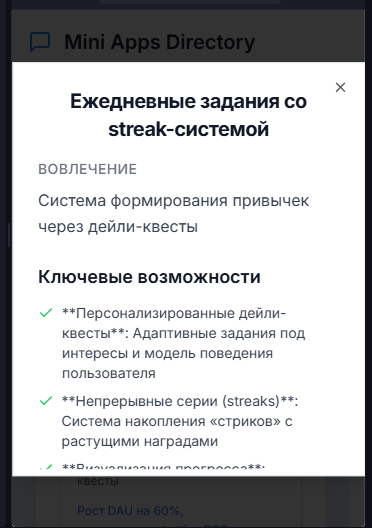 Mini Apps Directory
Ежедневные задания со
streak-системой
ВОВЛЕЧЕНИЕ
Система формирования привычек
через дейли-квесты
Ключевые возможности
**Персонализированные дейли-
квесты**: Адаптивные задания под
интересы и модель поведения
пользователя
**Непрерывные серии (streaks)**:
Система накопления «стриков» с
растущими наградами
**Визуализация прогресса**:
квесты
Рост DAU на 60%,